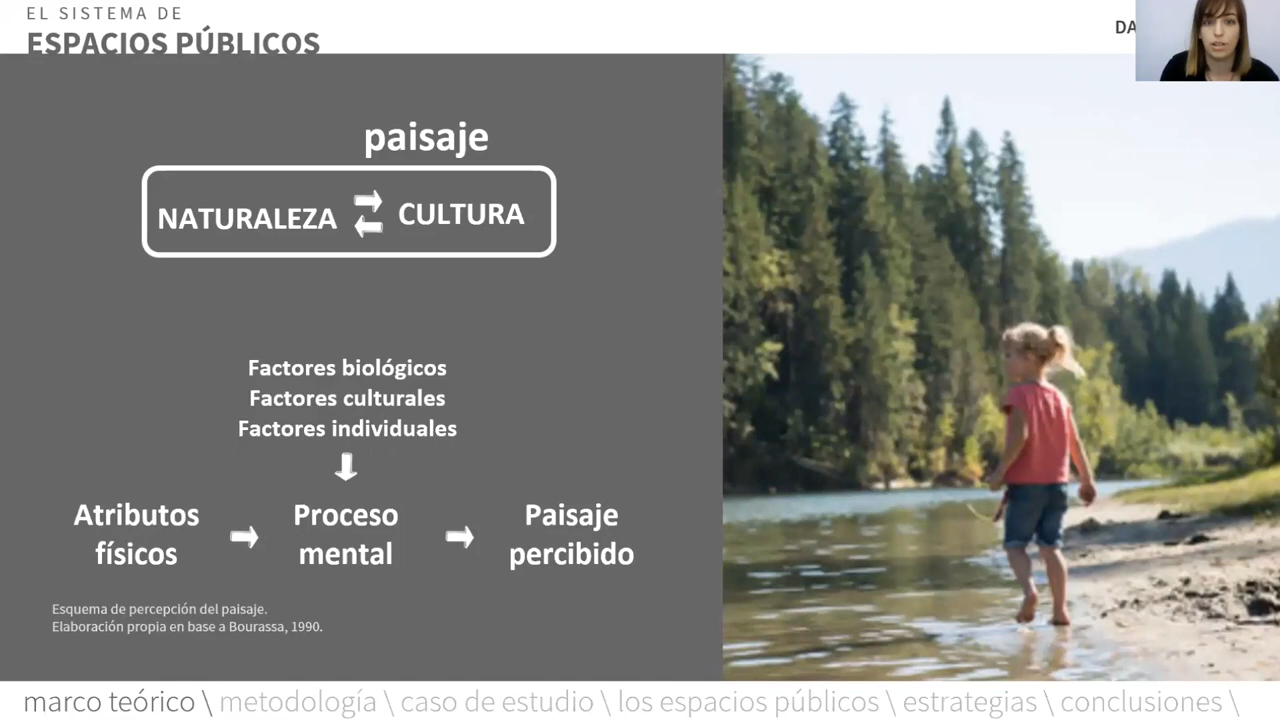 EL SISTEMA DE
ESPACIOS PÚBLICOS
paisaje
NATURALEZA CULTURA
Factores biológicos
Factores culturales
Factores individuales
Atributos físicos
Proceso mental
Paisaje percibido
Esquema de percepción del paisaje.
Elaboración propia en base a Bourassa, 1990.
marco teórico \ metodología \ caso de estudio \ los espacios públicos \ estrategias \ conclusiones \